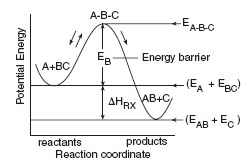 A-B-C
E_A-B-C
Potential Energy
E_B
Energy barrier
A+BC
(E_A + E_BC)
ΔH_RX
AB+C
(E_AB + E_C)
reactants products
Reaction coordinate